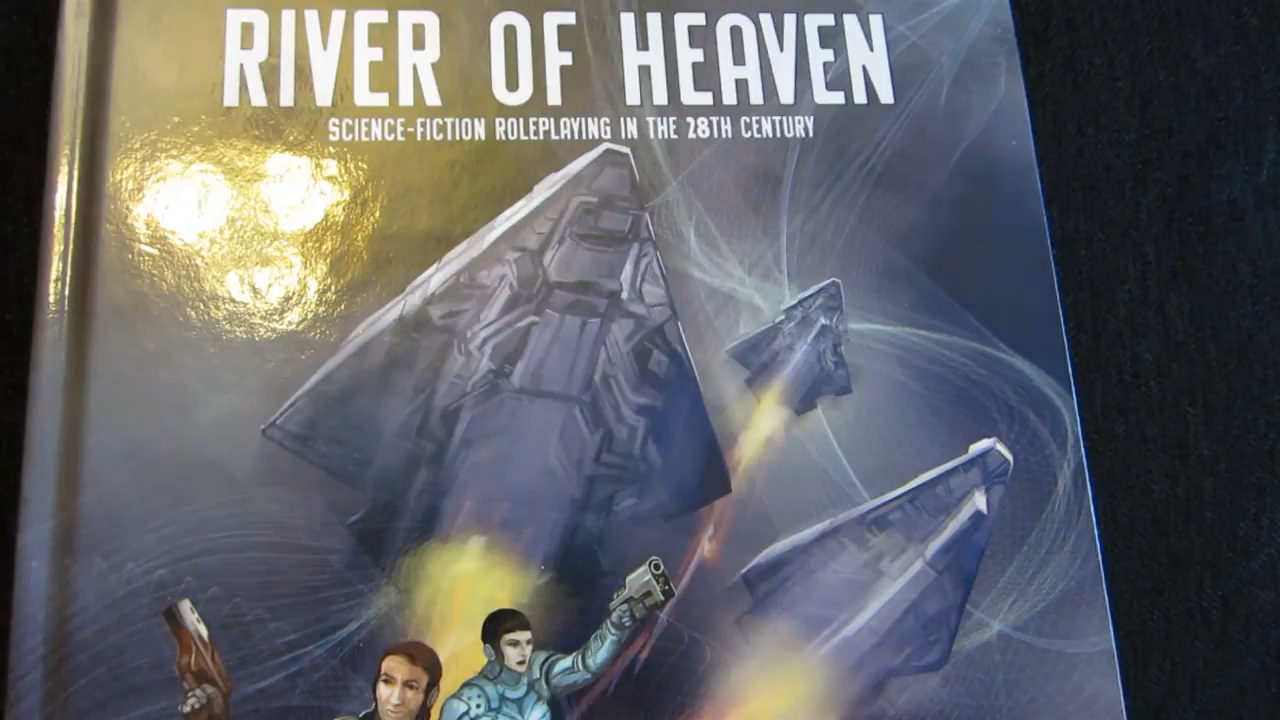 RIVER OF HEAVEN
SCIENCE-FICTION ROLEPLAYING IN THE 28TH CENTURY